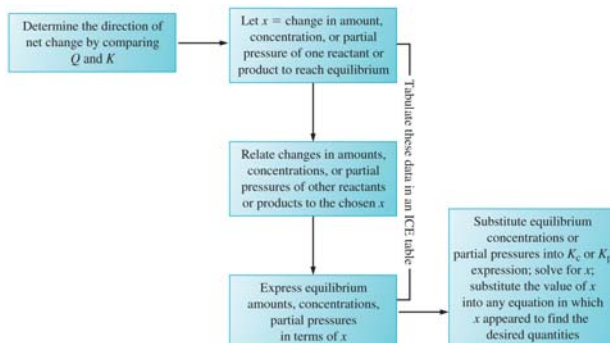 Determine the direction of
net change by comparing
Q and K
Let x = change in amount,
concentration, or partial
pressure of one reactant or
product to reach equilibrium
Tabulate these data in an ICE table
Relate changes in amounts,
concentrations, or partial
pressures of other reactants
or products to the chosen x
Express equilibrium
amounts, concentrations,
partial pressures
in terms of x
Substitute equilibrium
concentrations or
partial pressures into Kc or Kp
expression; solve for x;
substitute the value of x
into any equation in which
x appeared to find the
desired quantities